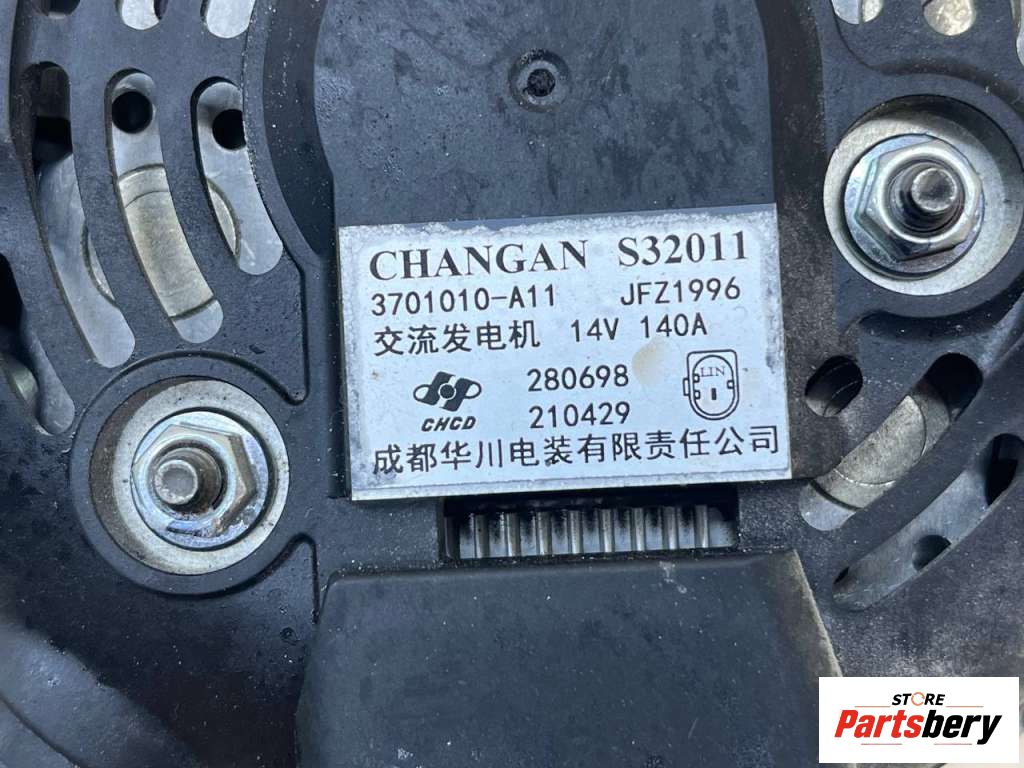 CHANGAN S32011
3701010-A11 JFZ1996
交流发电机 14V 140A
280698
LIN
CHCD
210429
成都华川电装有限责任公司
STORE
Partsbery